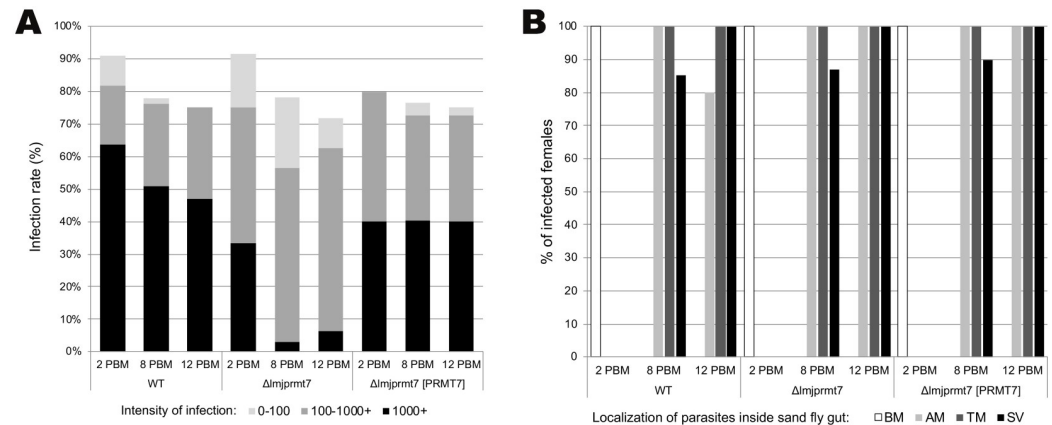 A
Infection rate (%)
100%
90%
80%
70%
60%
50%
40%
30%
20%
10%
0%
2 PBM 8 PBM 12 PBM 2 PBM 8 PBM 12 PBM 2 PBM 8 PBM 12 PBM
WT Δlmjprmt7 Δlmjprmt7 [PRMT7]
Intensity of infection: 0-100 100-1000+ 1000+
B
% of infected females
100
90
80
70
60
50
40
30
20
10
0
2 PBM 8 PBM 12 PBM 2 PBM 8 PBM 12 PBM 2 PBM 8 PBM 12 PBM
WT Δlmjprmt7 Δlmjprmt7 [PRMT7]
Localization of parasites inside sand fly gut: BM AM TM SV